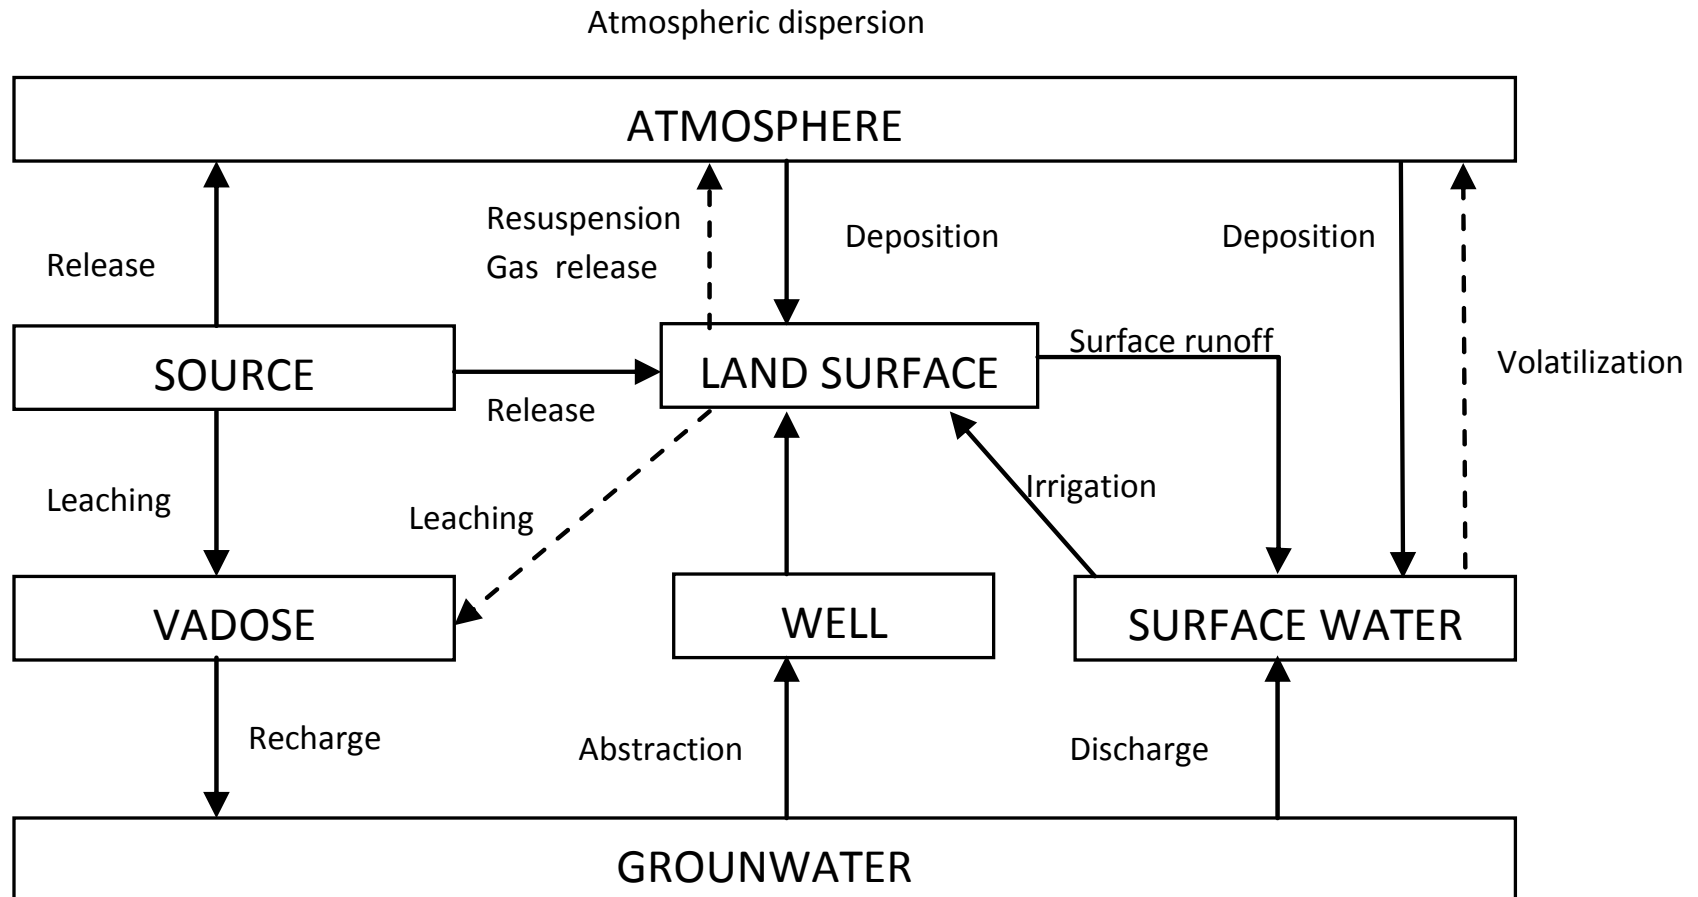 Atmospheric dispersion
ATMOSPHERE
Resuspension
Gas release
Deposition
Deposition
Release
Surface runoff
Volatilization
SOURCE
LAND SURFACE
Release
Leaching
Leaching
Irrigation
VADOSE
WELL
SURFACE WATER
Recharge
Abstraction
Discharge
GROUNWATER